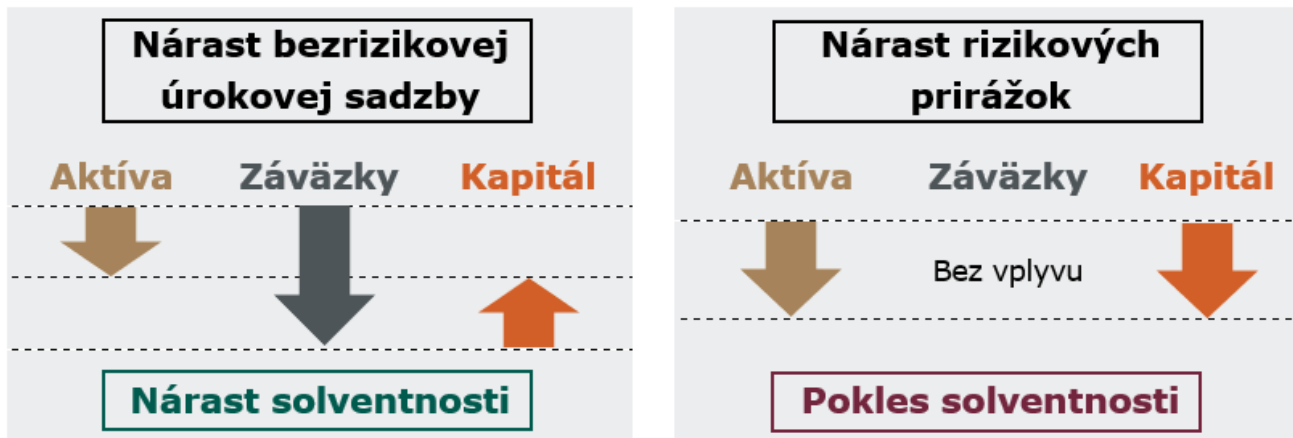 Nárast bezrizikovej
úrokovej sadzby
Aktíva Záväzky Kapitál
Nárast solventnosti
Nárast rizikových
prirážok
Aktíva Záväzky Kapitál
Bez vplyvu
Pokles solventnosti